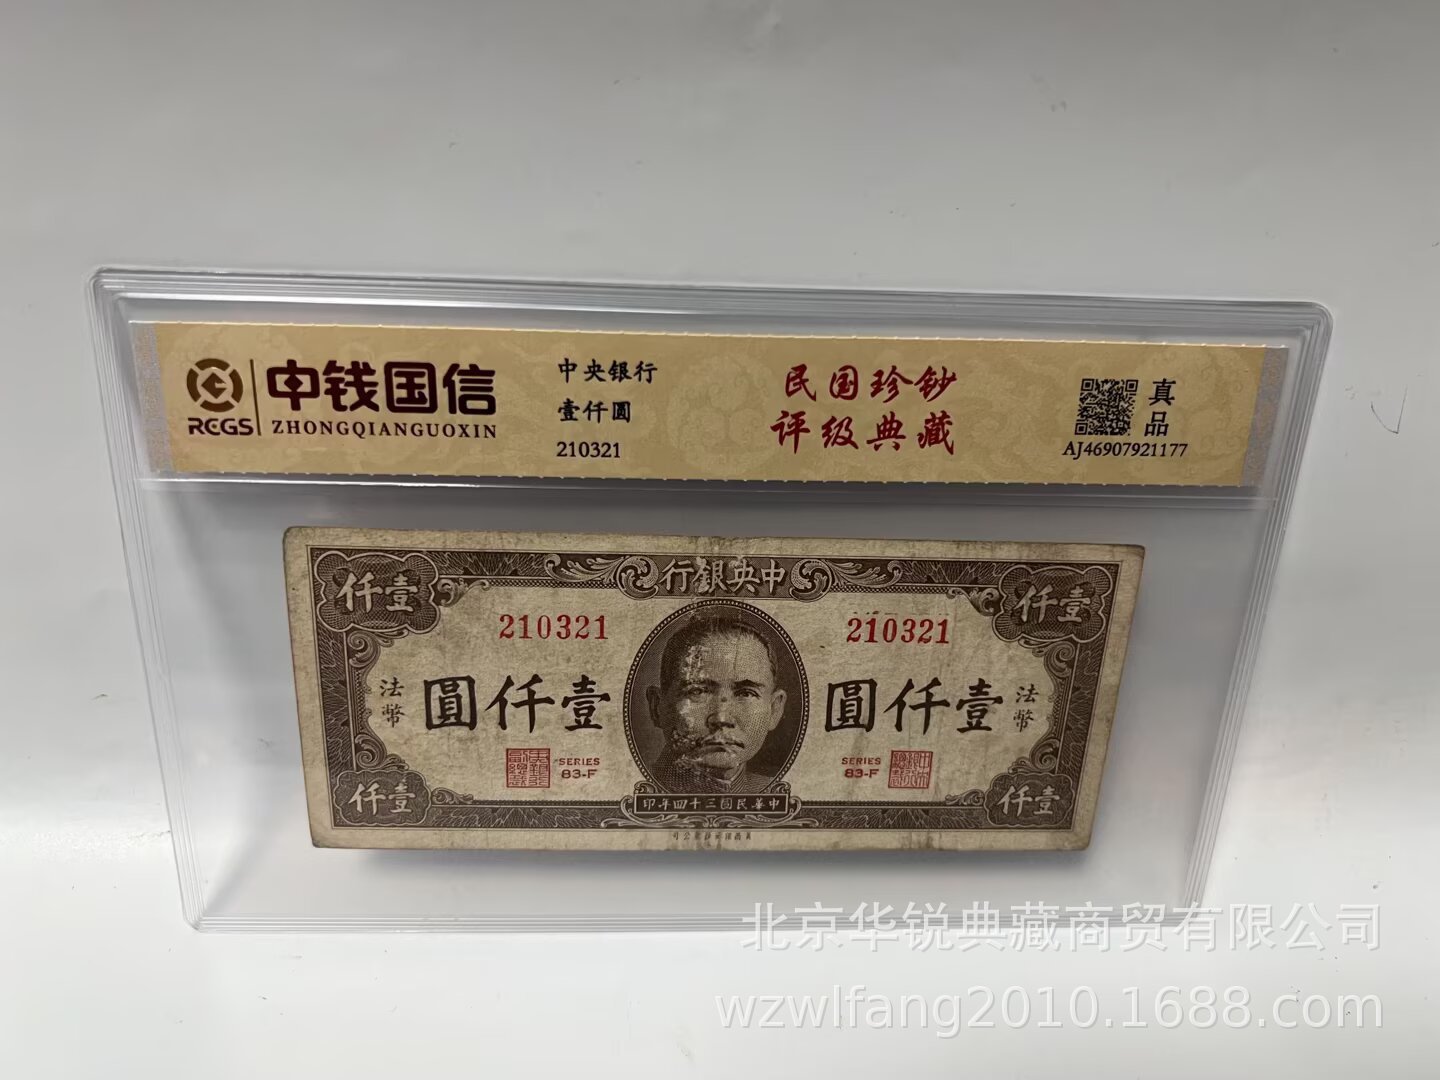 中钱国信
RCGS
ZHONGQIANGUOXIN
中央银行
壹仟圆
210321
民国珍钞
评级典藏
真品
AJ46907921177
行銀央中
仟壹
仟壹
210321
210321
圓仟壹
圓仟壹
法幣
法幣
SERIES
83-F
SERIES
83-F
仟壹
仟壹
印年四十三國民華中
北京华锐典藏商贸有限公司
wzwlfang2010.1688.com